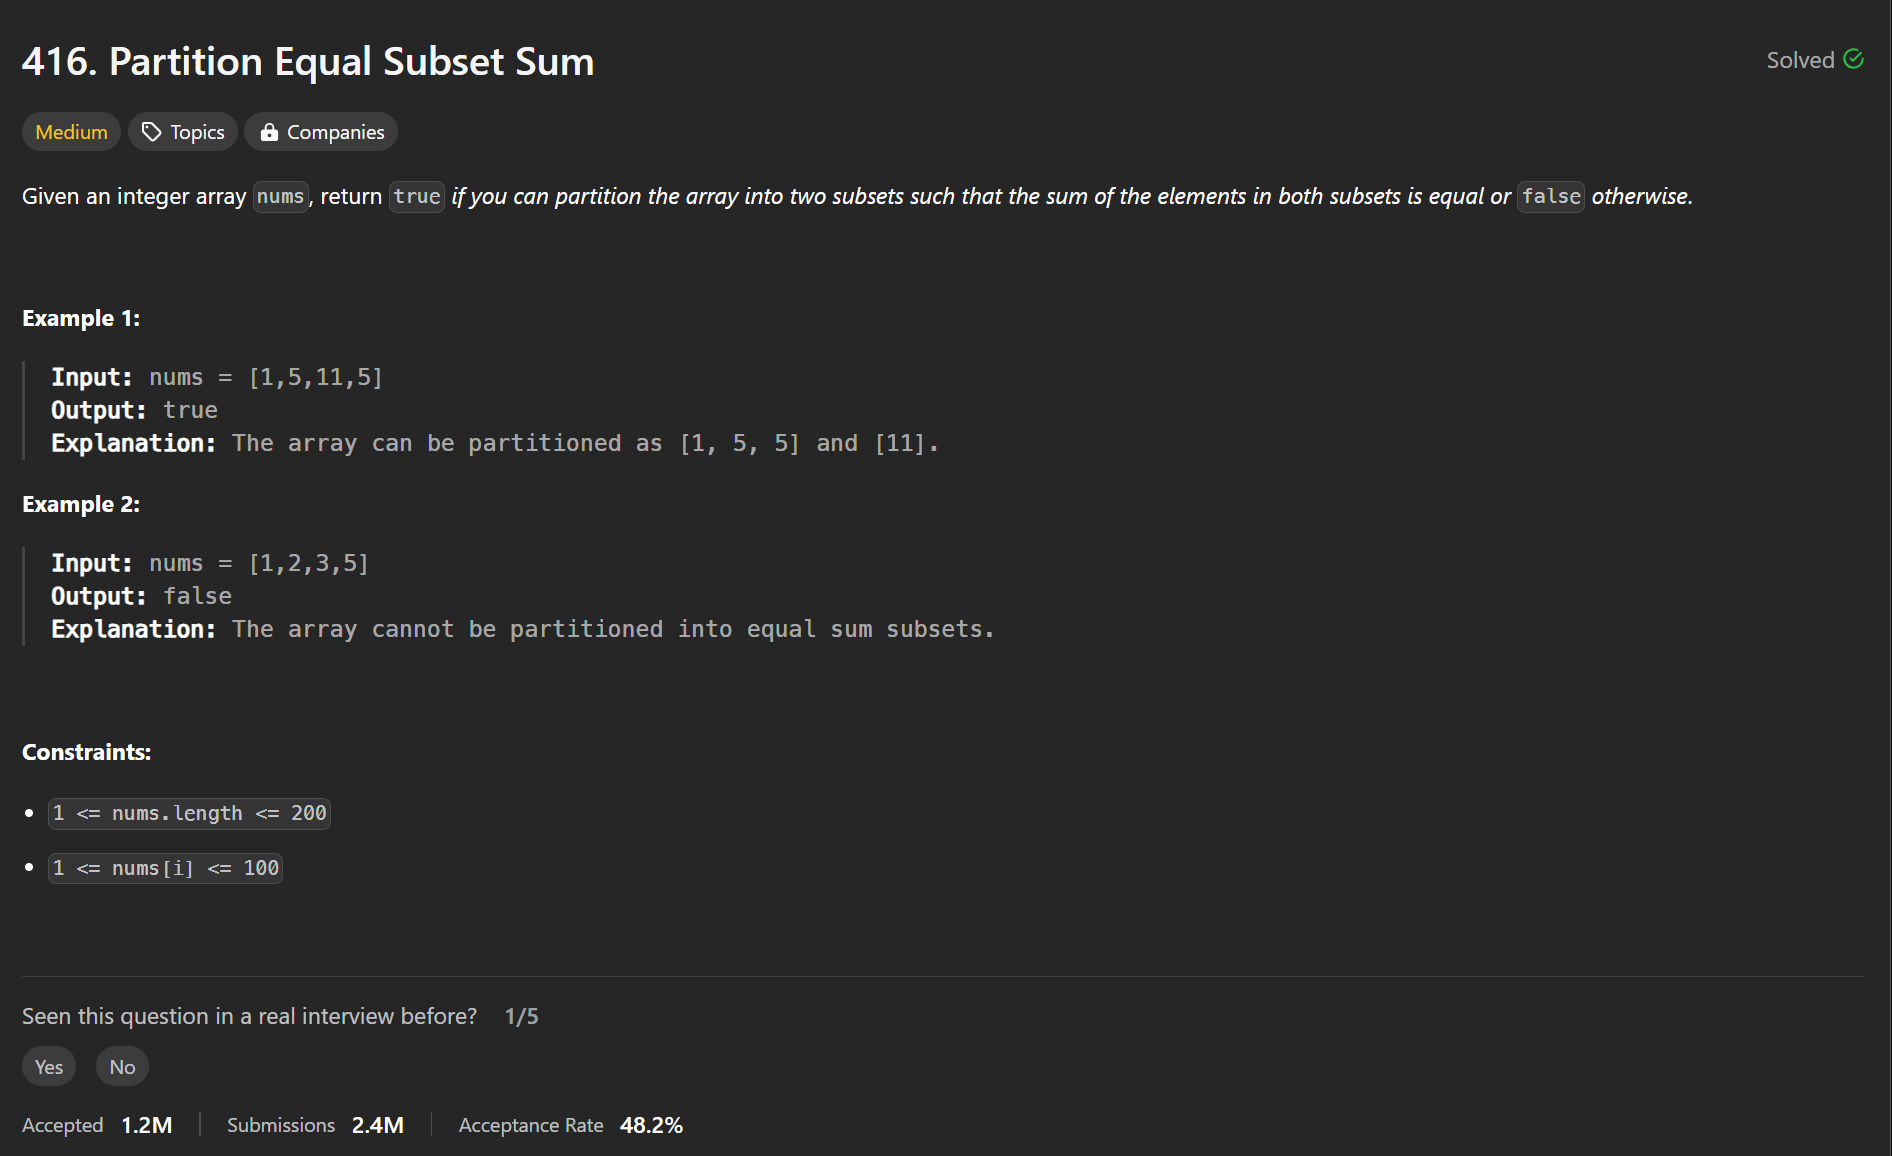 416. Partition Equal Subset Sum
Solved
Medium Topics Companies
Given an integer array nums, return true if you can partition the array into two subsets such that the sum of the elements in both subsets is equal or false otherwise.
Example 1:
Input: nums = [1,5,11,5]
Output: true
Explanation: The array can be partitioned as [1, 5, 5] and [11].
Example 2:
Input: nums = [1,2,3,5]
Output: false
Explanation: The array cannot be partitioned into equal sum subsets.
Constraints:
• 1 <= nums.length <= 200
• 1 <= nums[i] <= 100
Seen this question in a real interview before? 1/5
Yes No
Accepted 1.2M | Submissions 2.4M | Acceptance Rate 48.2%